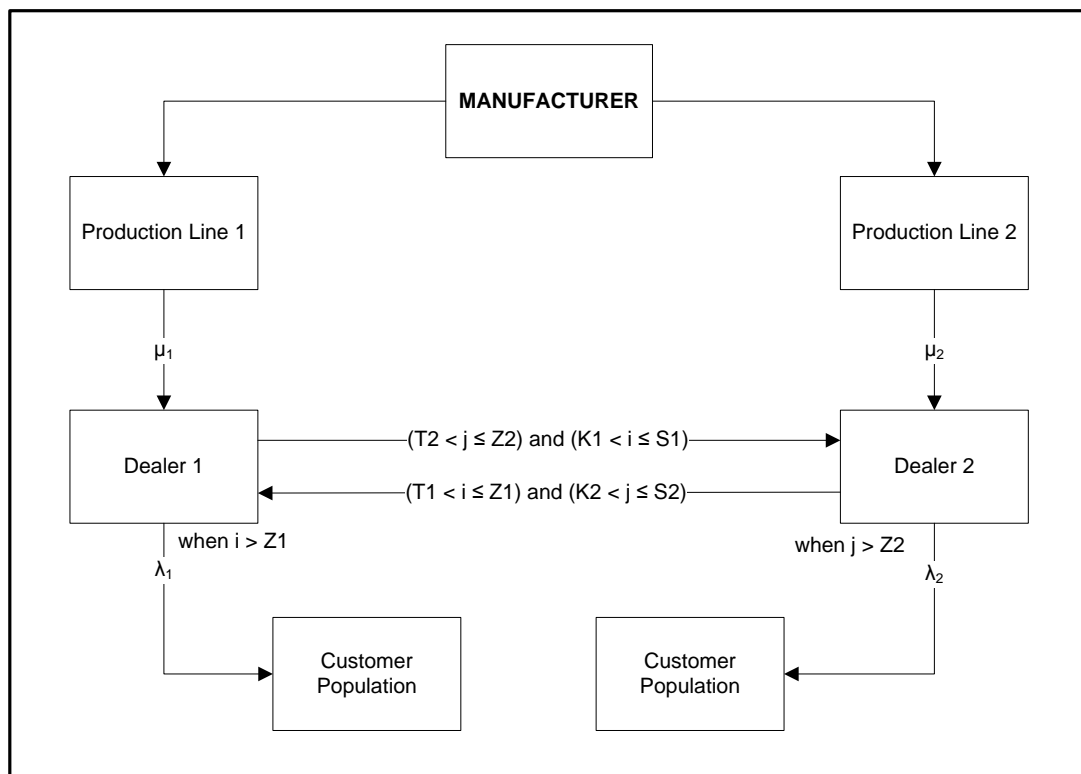 MANUFACTURER
Production Line 1
Production Line 2
μ₁
μ₂
Dealer 1
(T2 < j ≤ Z2) and (K1 < i ≤ S1)
(T1 < i ≤ Z1) and (K2 < j ≤ S2)
Dealer 2
when i > Z1
when j > Z2
λ₁
λ₂
Customer
Population
Customer
Population